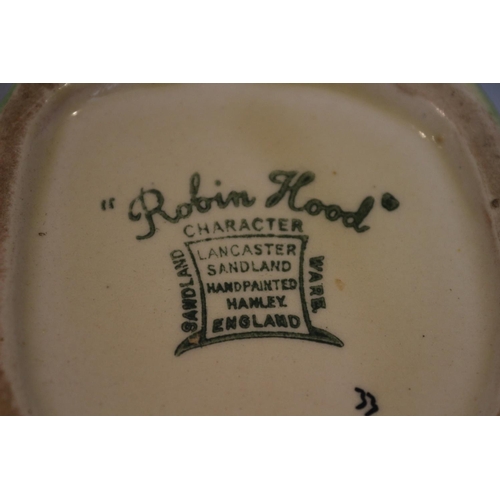 "Robin Hood"
CHARACTER
SANDLAND
LANCASTER
SANDLAND
HANDPAINTED
HANLEY.
ENGLAND
WARE.
33